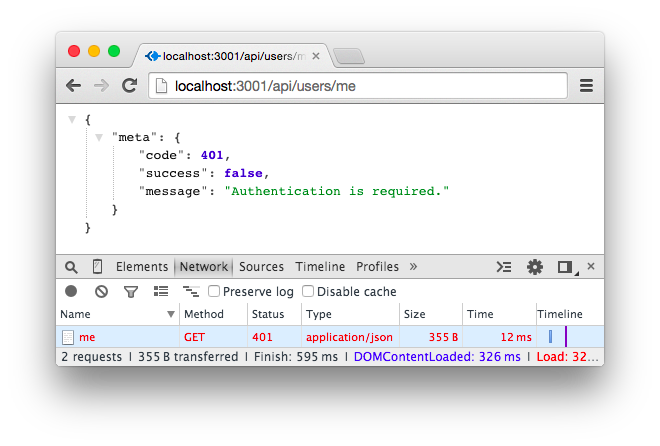 localhost:3001/api/users/m
localhost:3001/api/users/me
{
"meta": {
"code": 401,
"success": false,
"message": "Authentication is required."
}
}
Elements Network Sources Timeline Profiles »
Preserve log Disable cache
Name Method Status Type Size Time Timeline
me GET 401 application/json 355 B 12 ms
2 requests | 355 B transferred | Finish: 595 ms | DOMContentLoaded: 326 ms | Load: 32…